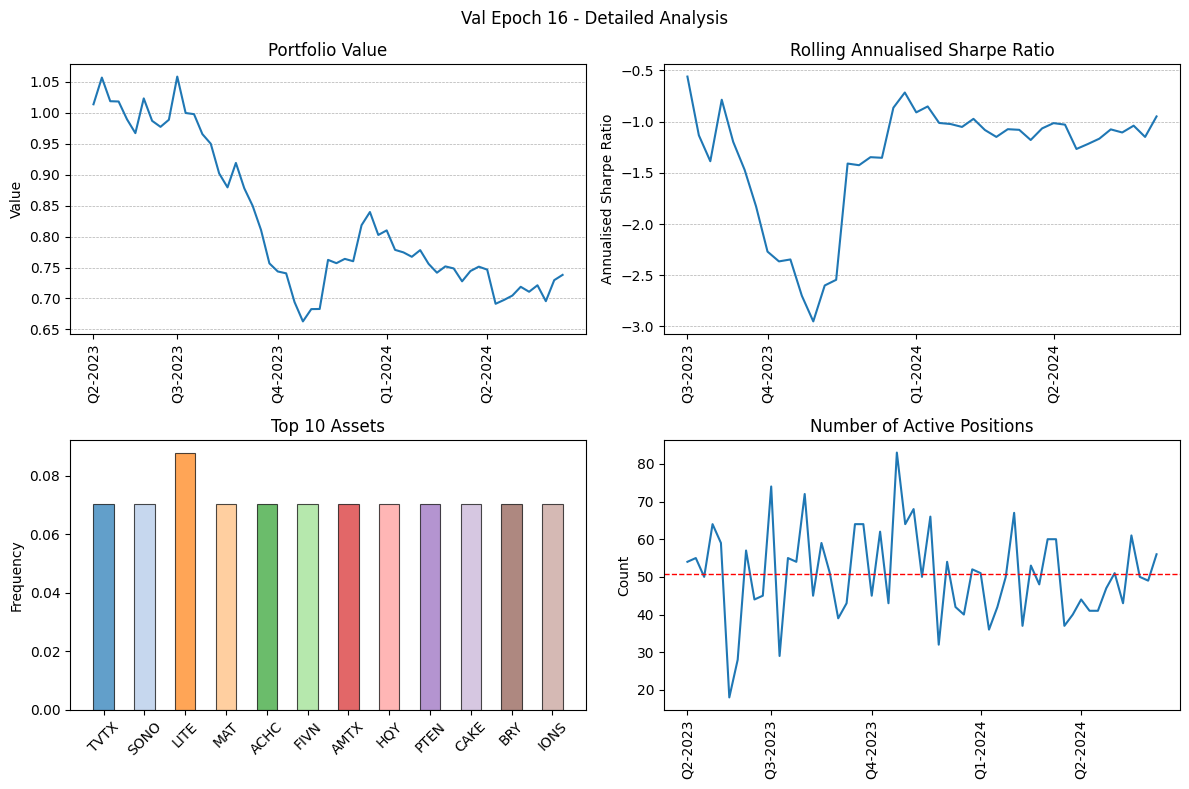 Val Epoch 16 - Detailed Analysis
Portfolio Value
Value
1.05
1.00
0.95
0.90
0.85
0.80
0.75
0.70
0.65
Q2-2023
Q3-2023
Q4-2023
Q1-2024
Q2-2024
Rolling Annualised Sharpe Ratio
Annualised Sharpe Ratio
−0.5
−1.0
−1.5
−2.0
−2.5
−3.0
Q3-2023
Q4-2023
Q1-2024
Q2-2024
Top 10 Assets
Frequency
0.08
0.06
0.04
0.02
0.00
TVTX
SONO
LITE
MAT
ACHC
FIVN
AMTX
HQY
PTEN
CAKE
BRY
IONS
Number of Active Positions
Count
80
70
60
50
40
30
20
Q2-2023
Q3-2023
Q4-2023
Q1-2024
Q2-2024